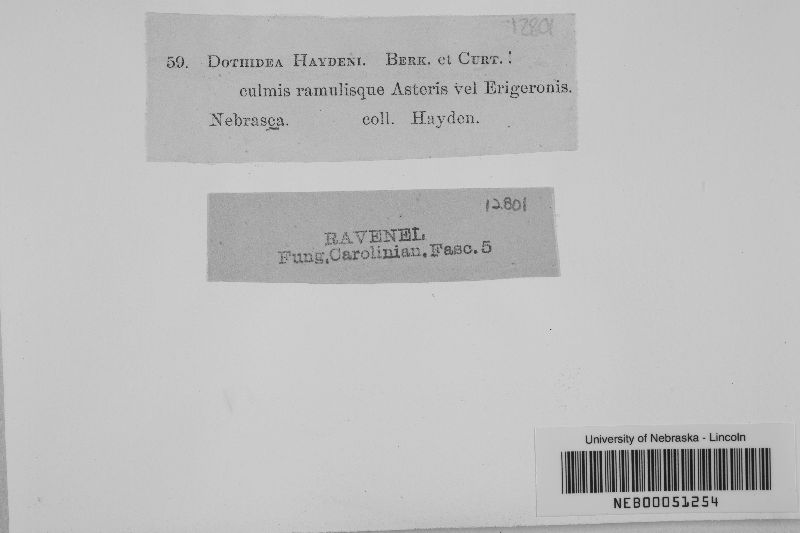 12801
59. Dothidea Haydeni. Berk. et Curt. !
culmis ramulisque Asteris vel Erigeronis.
Nebrasca. coll. Hayden.
12801
RAVENEL
Fung. Carolinian. Fasc. 5
University of Nebraska - Lincoln
NEB00051254